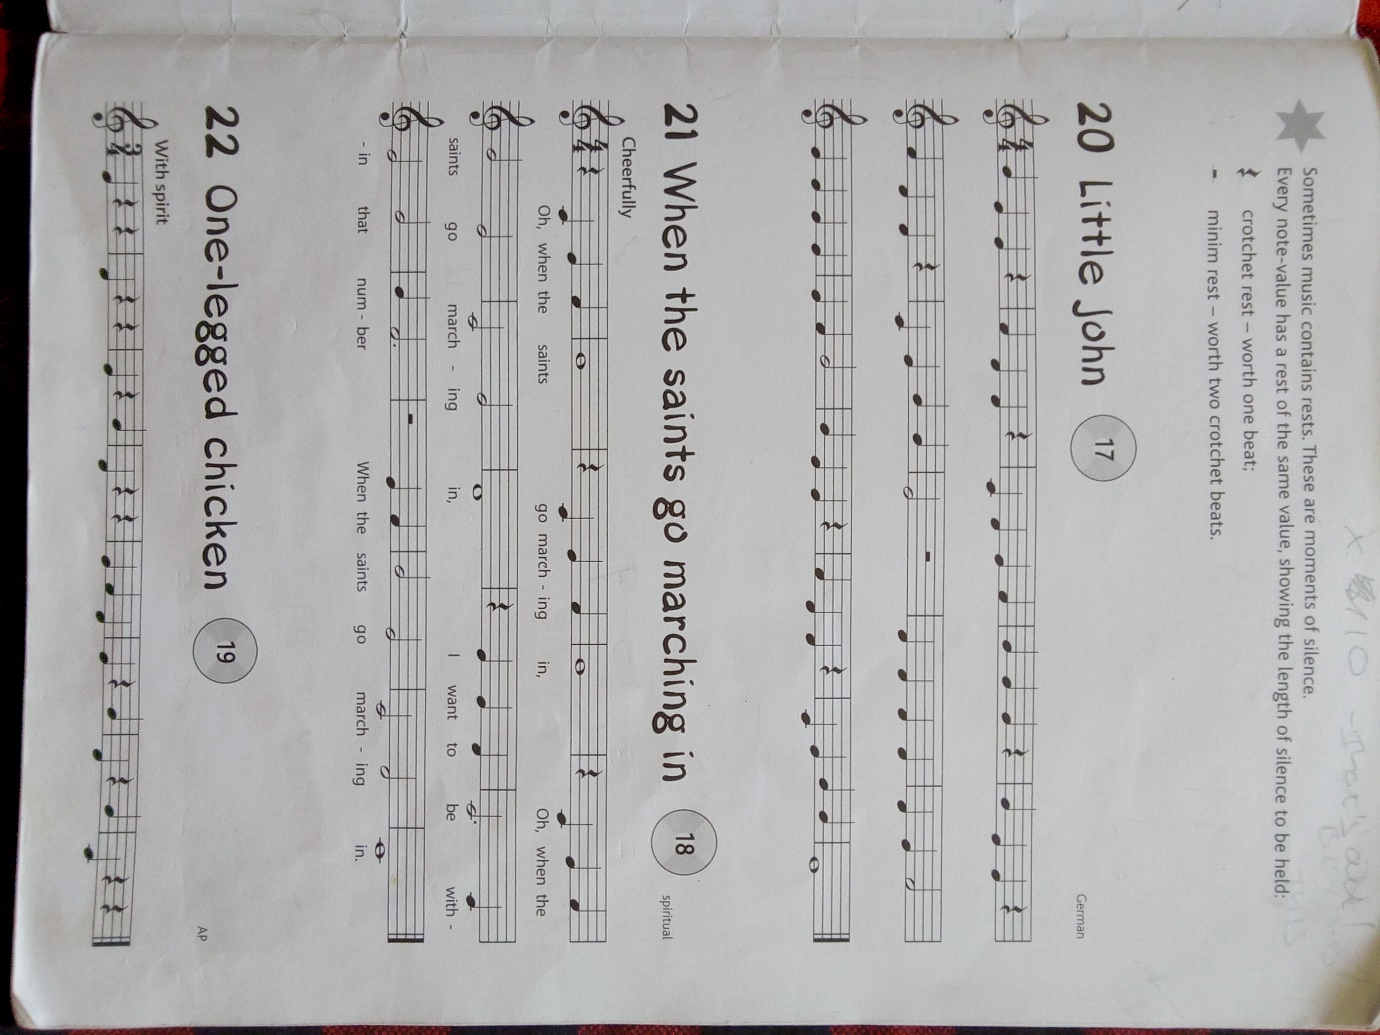 Sometimes music contains rests. These are moments of silence.
Every note-value has a rest of the same value, showing the length of silence to be held:
crotchet rest – worth one beat;
minim rest – worth two crotchet beats.
20 Little John 17
German
21 When the saints go marching in 18
spiritual
Cheerfully
Oh, when the saints go march - ing in, Oh, when the
saints go march - ing in, I want to be with -
- in that num - ber When the saints go march - ing in.
22 One-legged chicken 19
AP
With spirit